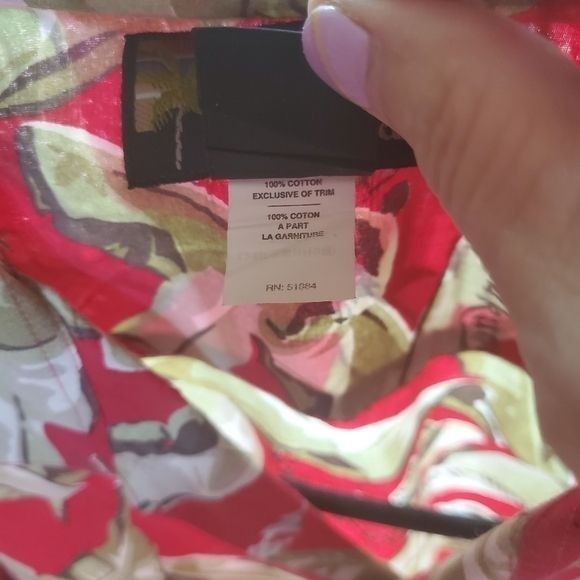 100% COTTON
EXCLUSIVE OF TRIM
100% COTON
A PART
LA GARNITURE
RN: 51884